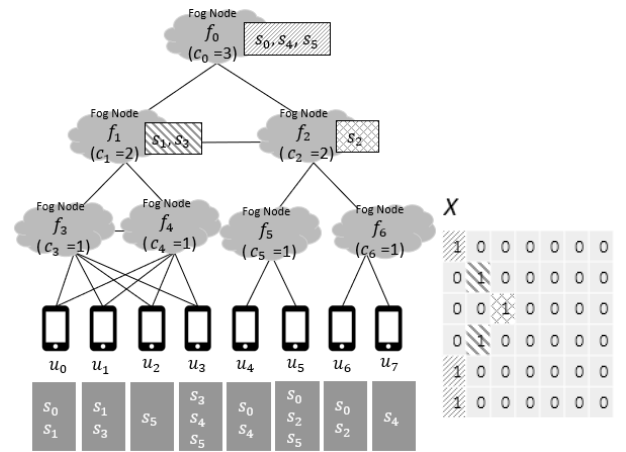 Fog Node
f₀
(c₀ =3)
s₀, s₄, s₅
Fog Node
f₁
(c₁ =2)
s₁, s₃
Fog Node
f₂
(c₂ =2)
s₂
Fog Node
f₃
(c₃ =1)
Fog Node
f₄
(c₄ =1)
Fog Node
f₅
(c₅ =1)
Fog Node
f₆
(c₆ =1)
X
1 0 0 0 0 0 0
0 1 0 0 0 0 0
0 0 1 0 0 0 0
0 1 0 0 0 0 0
1 0 0 0 0 0 0
1 0 0 0 0 0 0
u₀ u₁ u₂ u₃ u₄ u₅ u₆ u₇
s₀
s₁
s₁
s₃
s₅
s₃
s₄
s₅
s₀
s₄
s₀
s₂
s₅
s₀
s₂
s₄